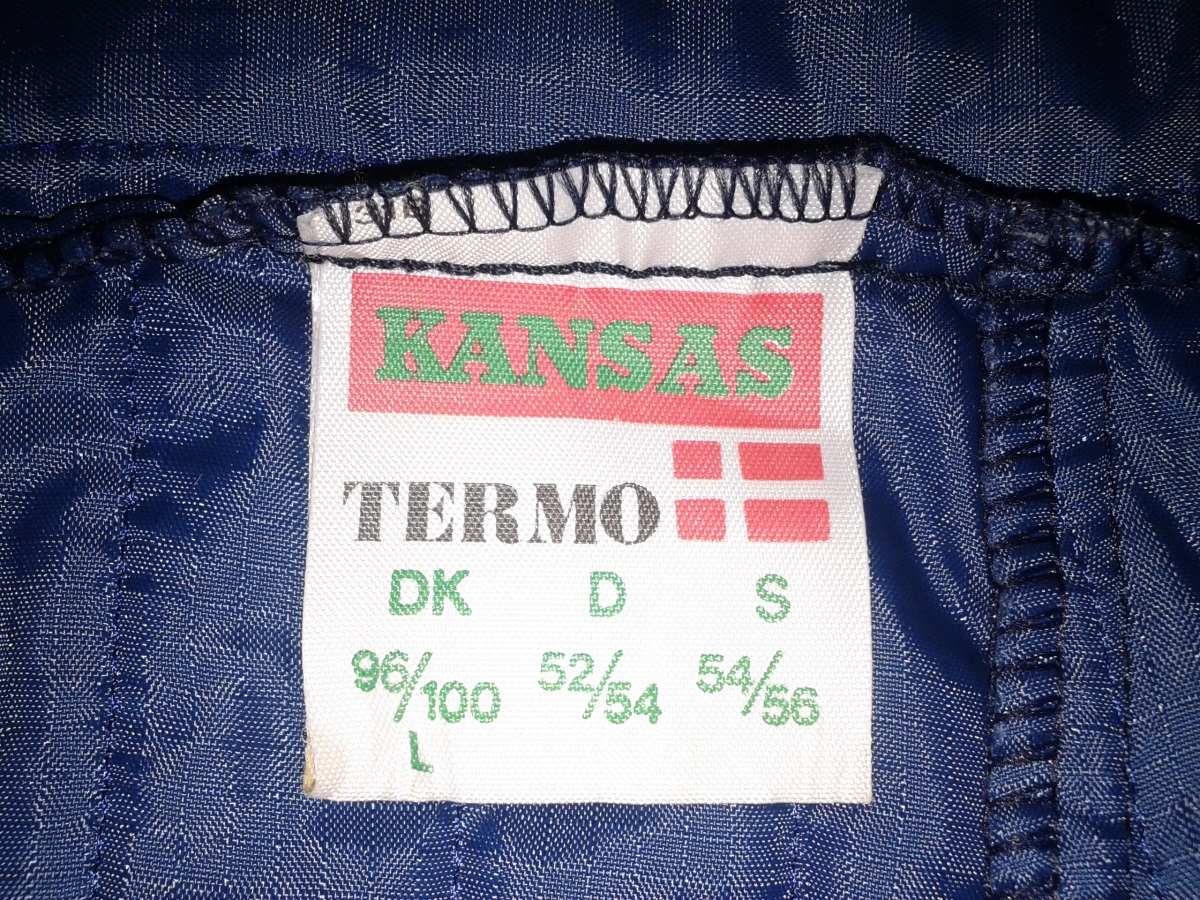 KANSAS
TERMO
DK D S
96/100 52/54 54/56
L